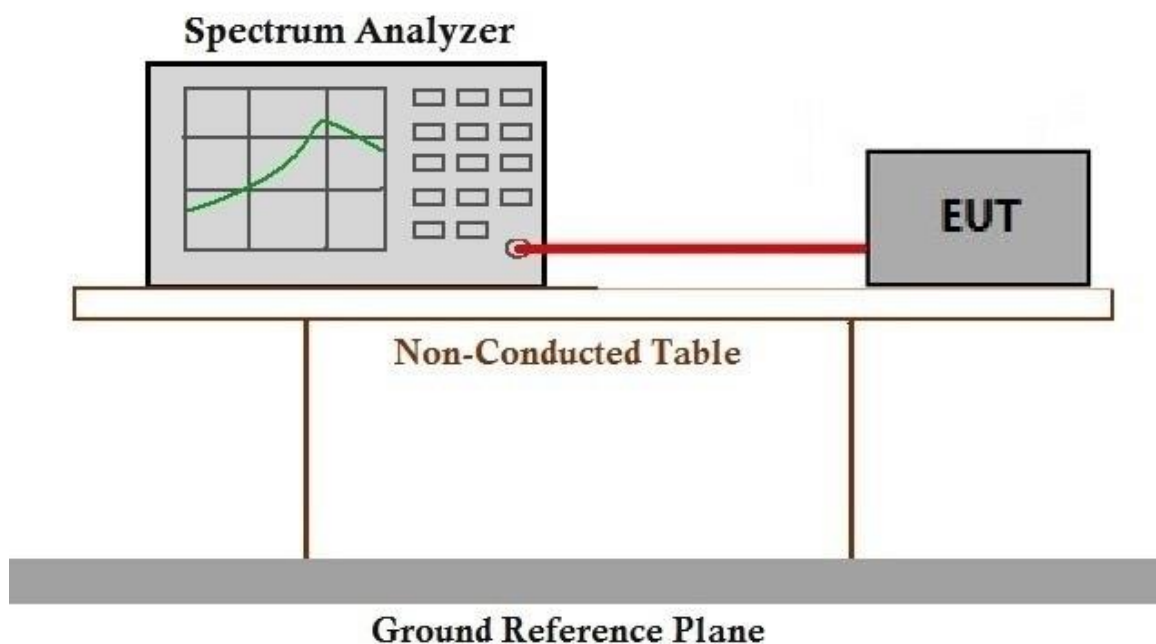 Spectrum Analyzer
EUT
Non-Conducted Table
Ground Reference Plane